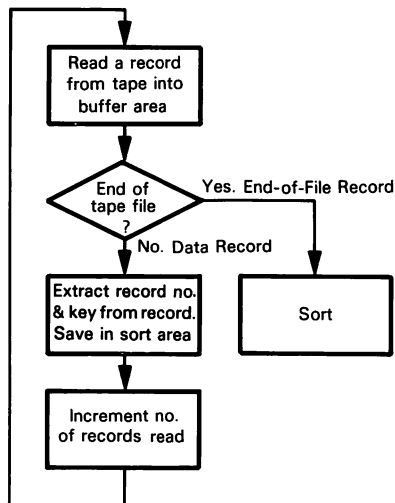 Read a record
from tape into
buffer area
End of
tape file
?
Yes. End-of-File Record
No. Data Record
Extract record no.
& key from record.
Save in sort area
Sort
Increment no.
of records read